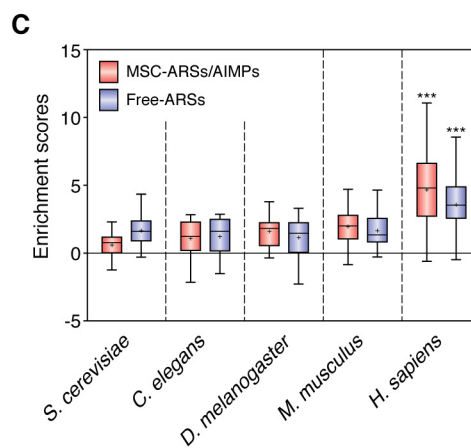 C
15
10
5
0
-5
Enrichment scores
MSC-ARSs/AIMPs
Free-ARSs
***
***
S. cerevisiae
C. elegans
D. melanogaster
M. musculus
H. sapiens